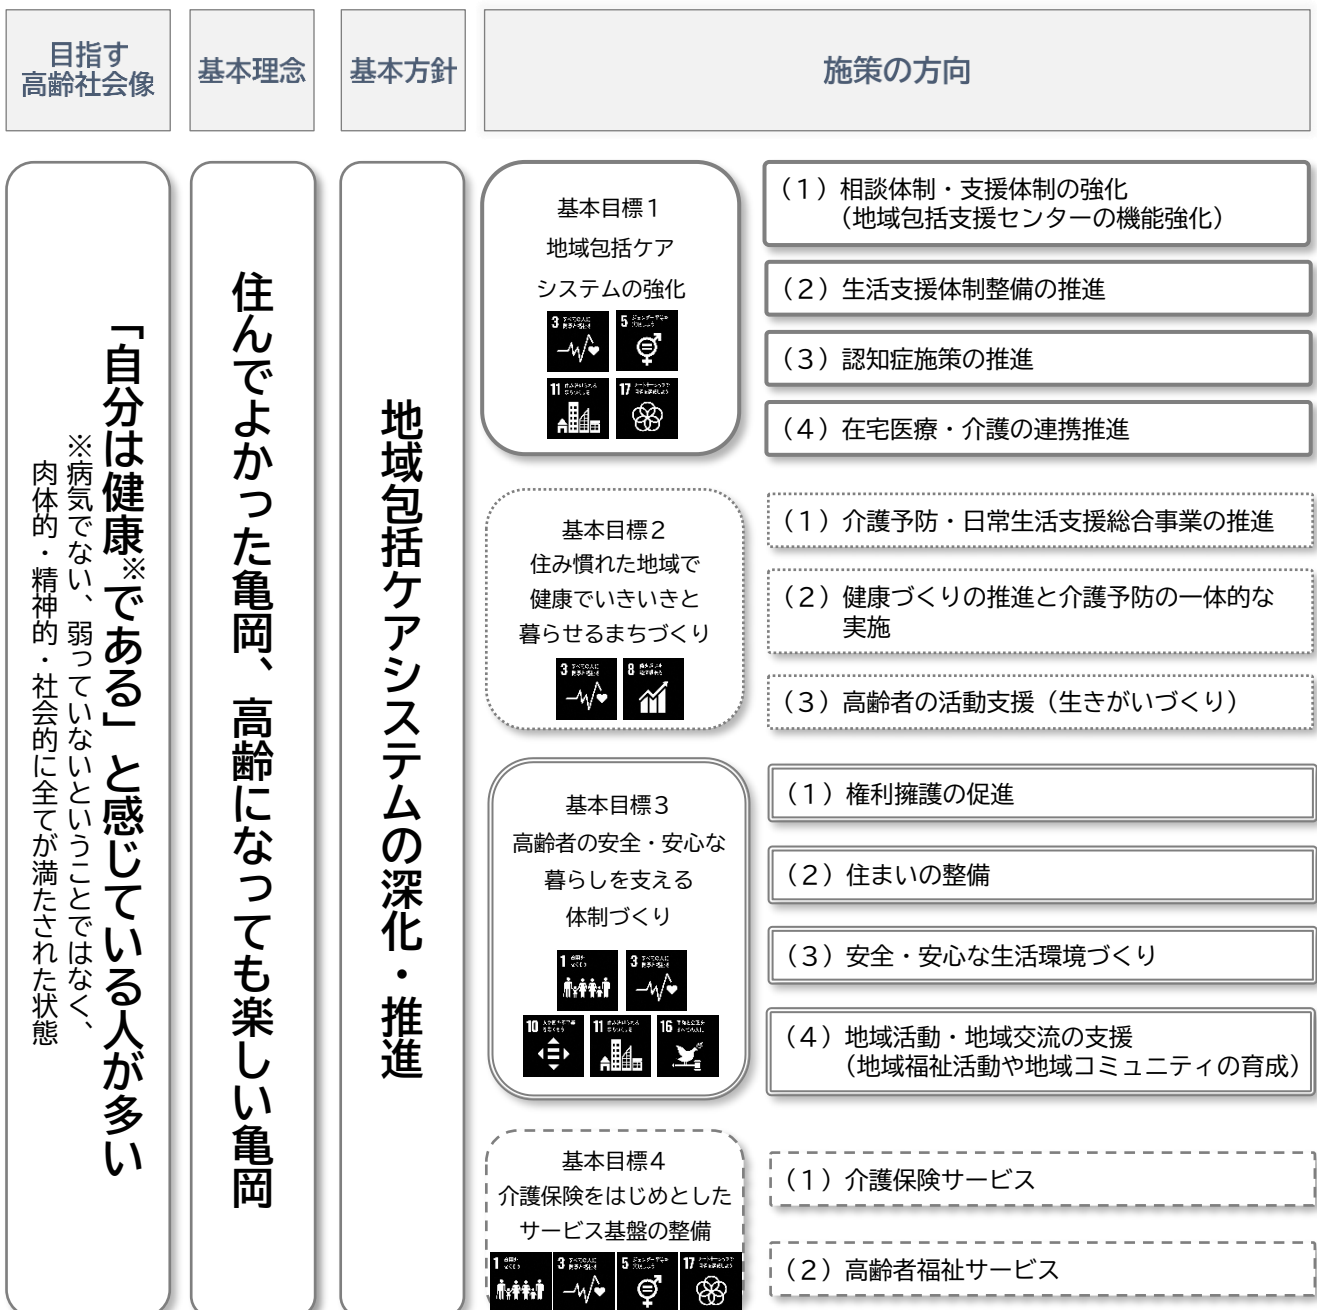 目指す
高齢社会像
基本理念
基本方針
施策の方向
「自分は健康※である」と感じている人が多い
※病気でない、弱っていないということではなく、
肉体的・精神的・社会的に全てが満たされた状態
住んでよかった亀岡、高齢になっても楽しい亀岡
地域包括ケアシステムの深化・推進
基本目標1
地域包括ケア
システムの強化
3
5
11
17
(1)相談体制・支援体制の強化
(地域包括支援センターの機能強化)
(2)生活支援体制整備の推進
(3)認知症施策の推進
(4)在宅医療・介護の連携推進
基本目標2
住み慣れた地域で
健康でいきいきと
暮らせるまちづくり
3
8
(1)介護予防・日常生活支援総合事業の推進
(2)健康づくりの推進と介護予防の一体的な
実施
(3)高齢者の活動支援(生きがいづくり)
基本目標3
高齢者の安全・安心な
暮らしを支える
体制づくり
1
3
10
11
16
(1)権利擁護の促進
(2)住まいの整備
(3)安全・安心な生活環境づくり
(4)地域活動・地域交流の支援
(地域福祉活動や地域コミュニティの育成)
基本目標4
介護保険をはじめとした
サービス基盤の整備
1
3
5
17
(1)介護保険サービス
(2)高齢者福祉サービス